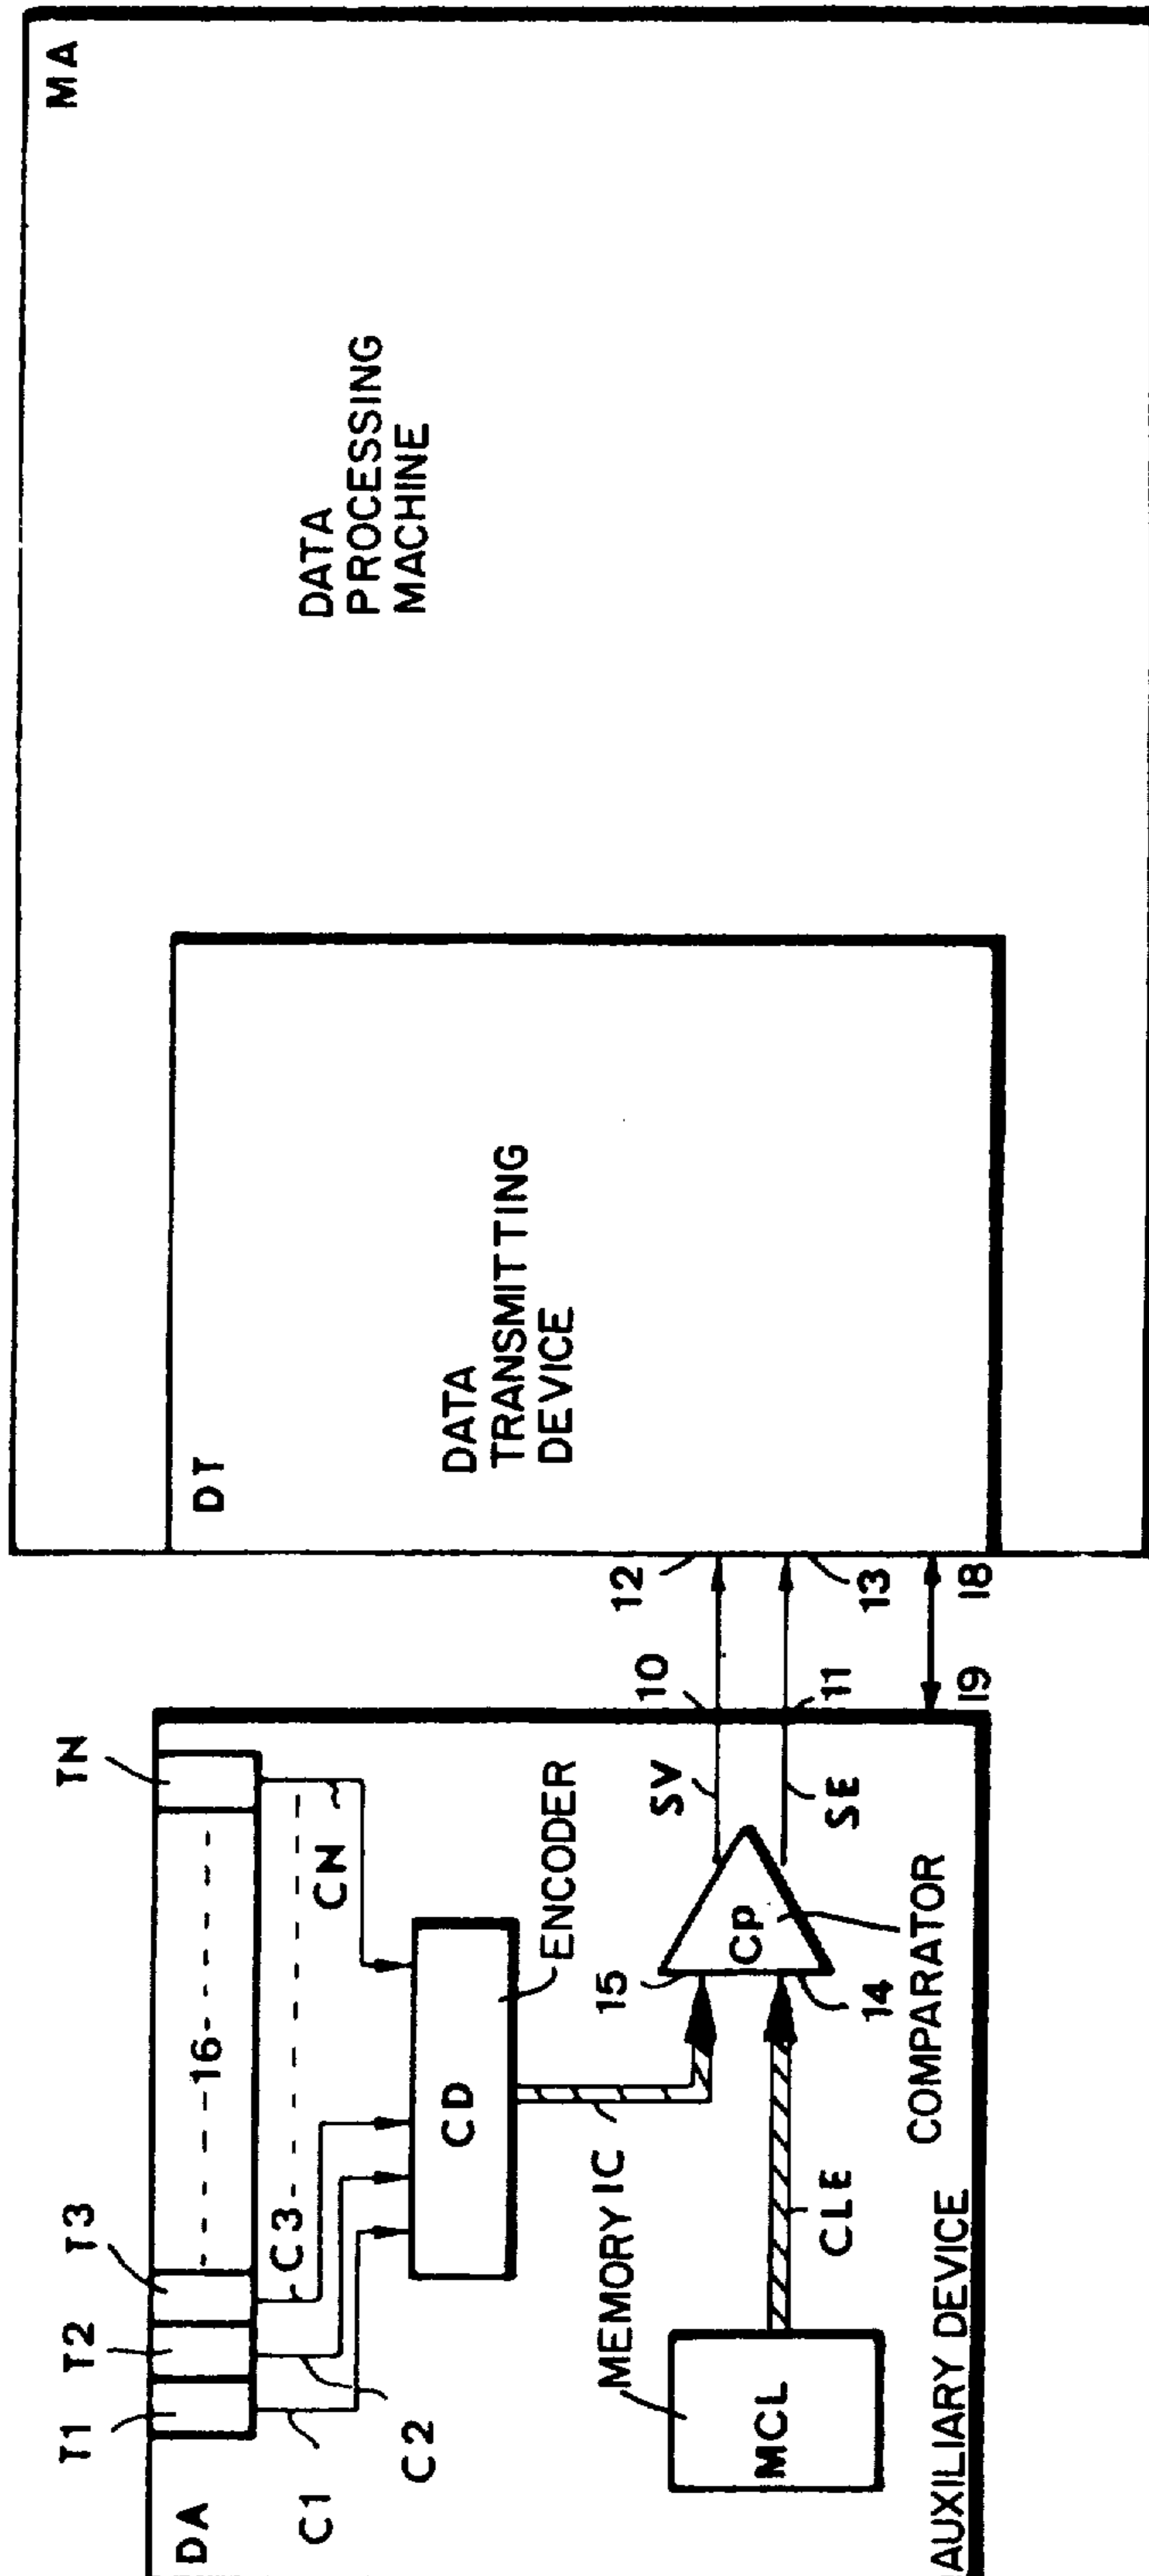 DA
T1
T2
T3
TN
16
C1
C2
C3
CN
CD
ENCODER
IC
MEMORY
MCL
CLE
15
14
CP
COMPARATOR
AUXILIARY DEVICE
SV
SE
10
11
19
12
13
18
DT
DATA
TRANSMITTING
DEVICE
MA
DATA
PROCESSING
MACHINE